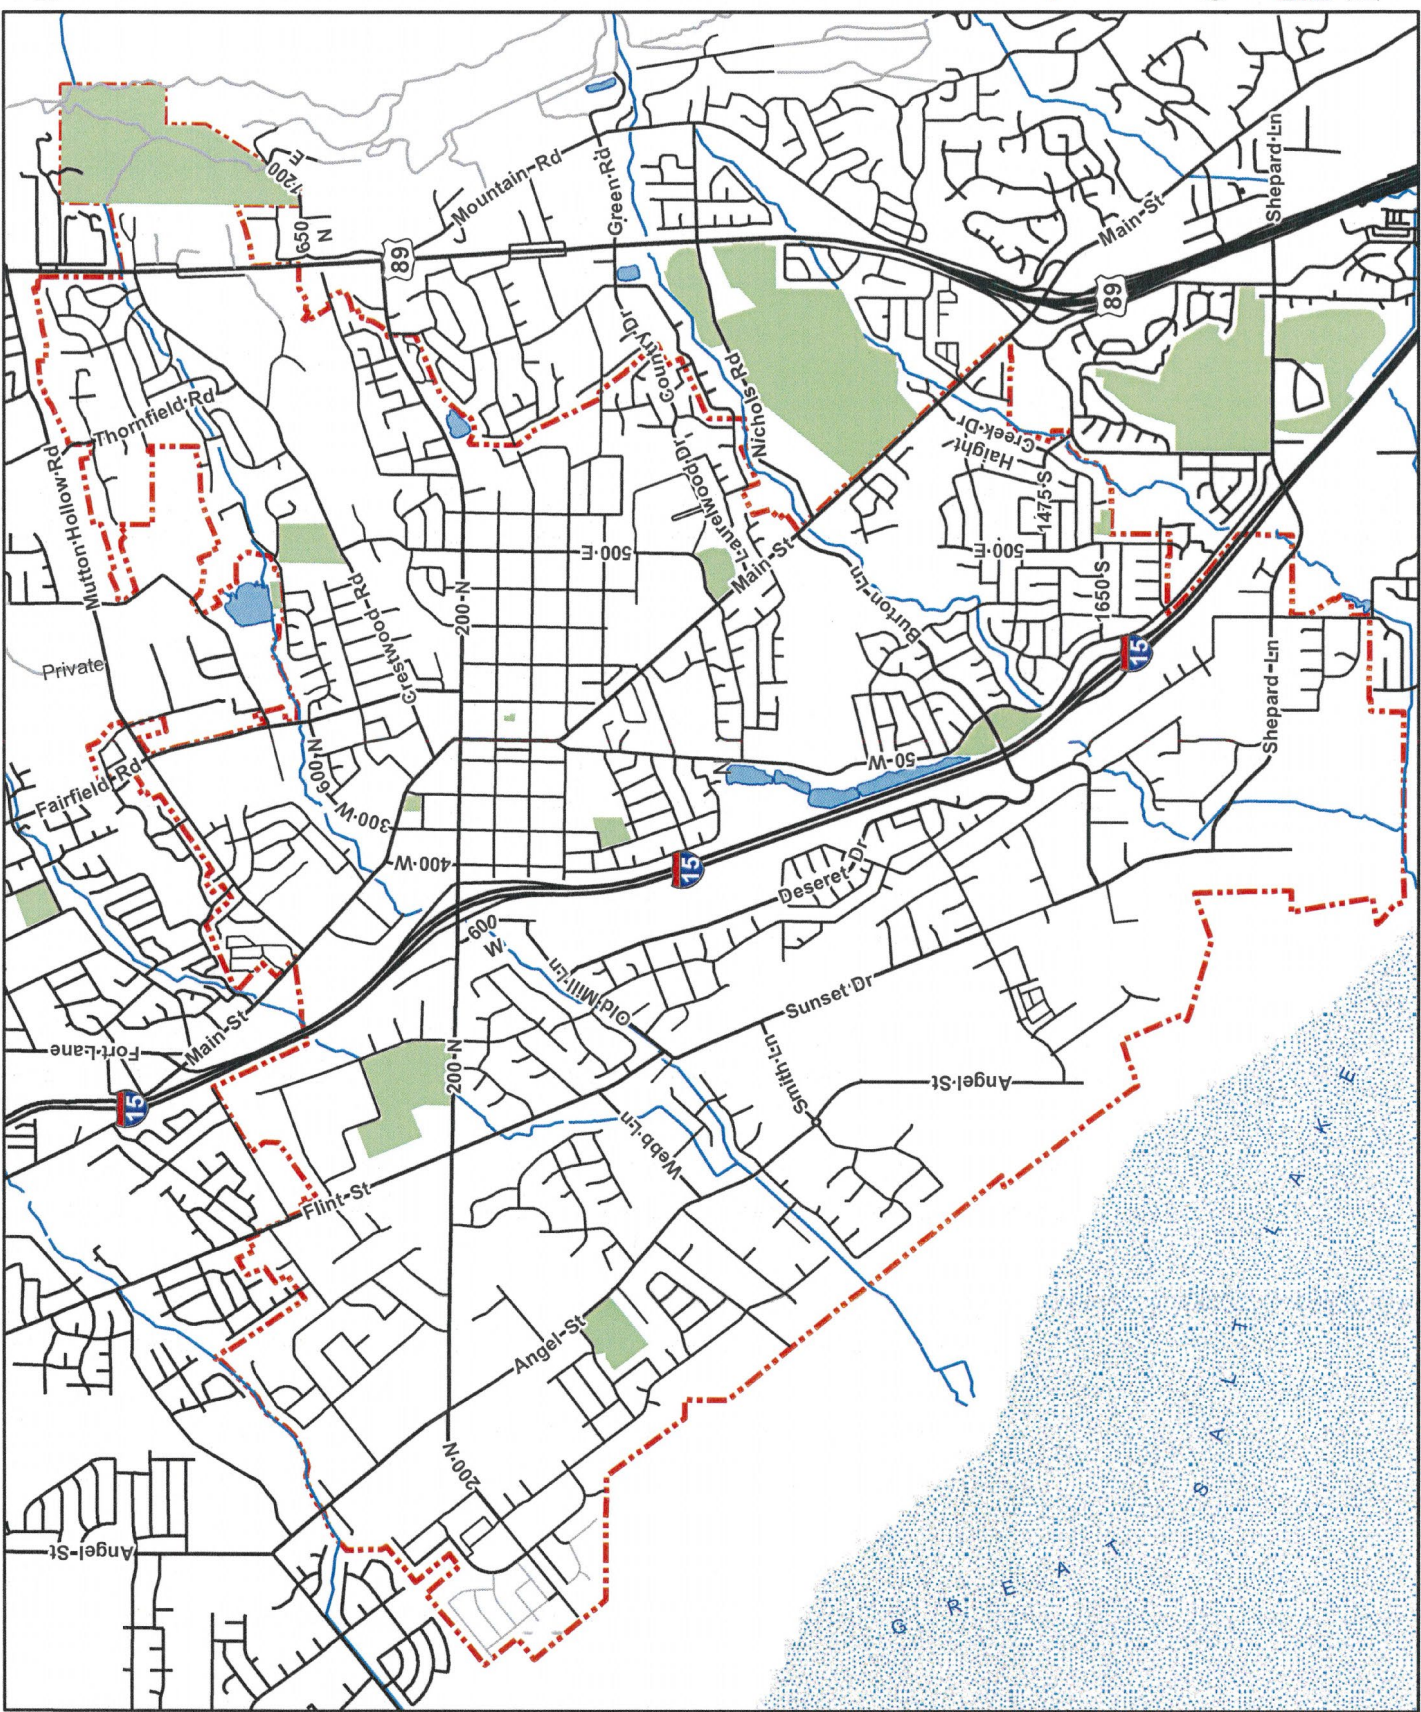 Shepard Ln
1200 E
Mountain Rd
Green Rd
Main St
650 N
89
89
Country Dr
Nichols Rd
Thornfield Rd
Haight Creek Dr
Mutton Hollow Rd
Laurelwood Dr
1475 S
500 E
500 E
Main St
1650 S
Burton Ln
200 N
Crestwood Rd
Private
15
Shepard Ln
Fairfield Rd
600 N
300 W
50 W
400 W
15
Deseret Dr
600 W
Old Mill Ln
Sunset Dr
Main St
Fort Lane
200 N
Smith Ln
Angel St
15
Webb Ln
Flint St
Angel St
200 N
Angel St
GREAT SALT LAKE